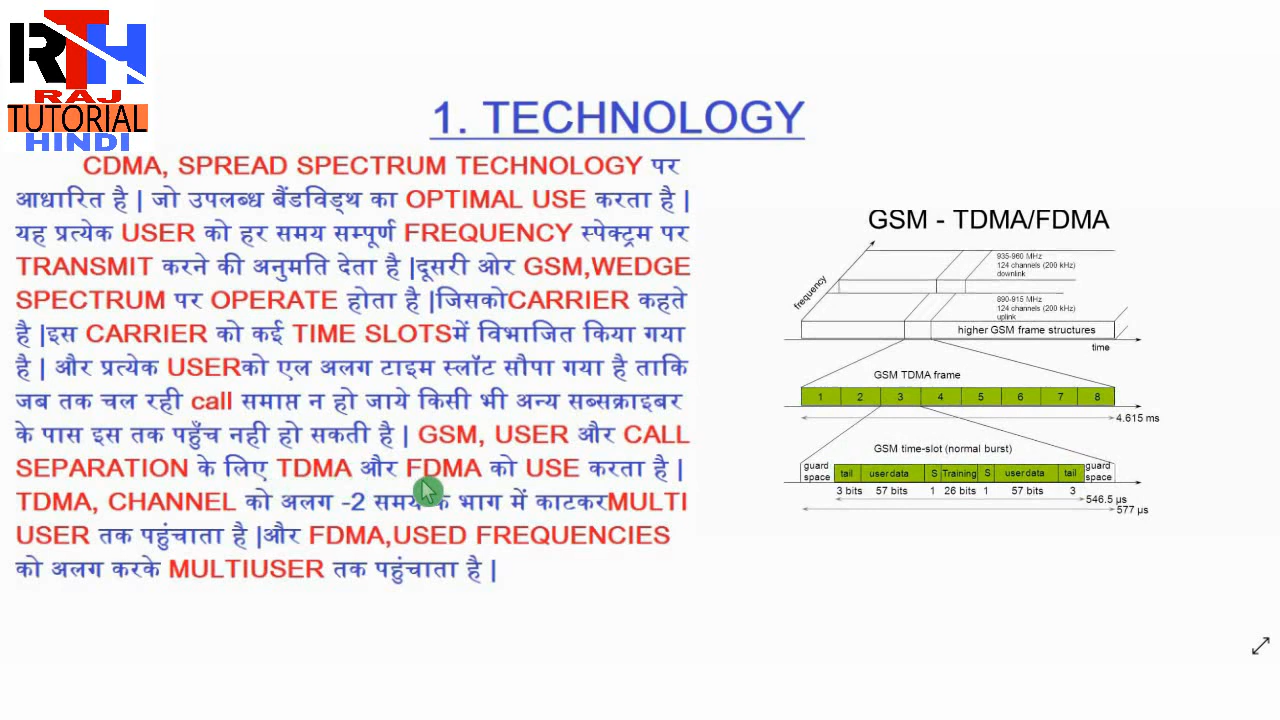 RTH
RAJ
TUTORIAL
HINDI
1. TECHNOLOGY
CDMA, SPREAD SPECTRUM TECHNOLOGY पर
आधारित है | जो उपलब्ध बैंडविड्थ का OPTIMAL USE करता है |
यह प्रत्येक USER को हर समय सम्पूर्ण FREQUENCY स्पेक्ट्रम पर
TRANSMIT करने की अनुमति देता है |दूसरी ओर GSM,WEDGE
SPECTRUM पर OPERATE होता है |जिसकोCARRIER कहते
है |इस CARRIER को कई TIME SLOTSमें विभाजित किया गया
है | और प्रत्येक USERको एल अलग टाइम स्लॉट सौपा गया है ताकि
जब तक चल रही call समाप्त न हो जाये किसी भी अन्य सब्सक्राइबर
के पास इस तक पहुँच नही हो सकती है | GSM, USER और CALL
SEPARATION के लिए TDMA और FDMA को USE करता है |
TDMA, CHANNEL को अलग -2 समय के भाग में काटकरMULTI
USER तक पहुंचाता है |और FDMA,USED FREQUENCIES
को अलग करके MULTIUSER तक पहुंचाता है |
GSM - TDMA/FDMA
935-960 MHz
124 channels (200 kHz)
downlink
frequency
890-915 MHz
124 channels (200 kHz)
uplink
higher GSM frame structures
time
GSM TDMA frame
1 2 3 4 5 6 7 8
4.615 ms
GSM time-slot (normal burst)
guard space tail user data S Training S user data tail guard space
3 bits 57 bits 1 26 bits 1 57 bits 3
546.5 µs
577 µs